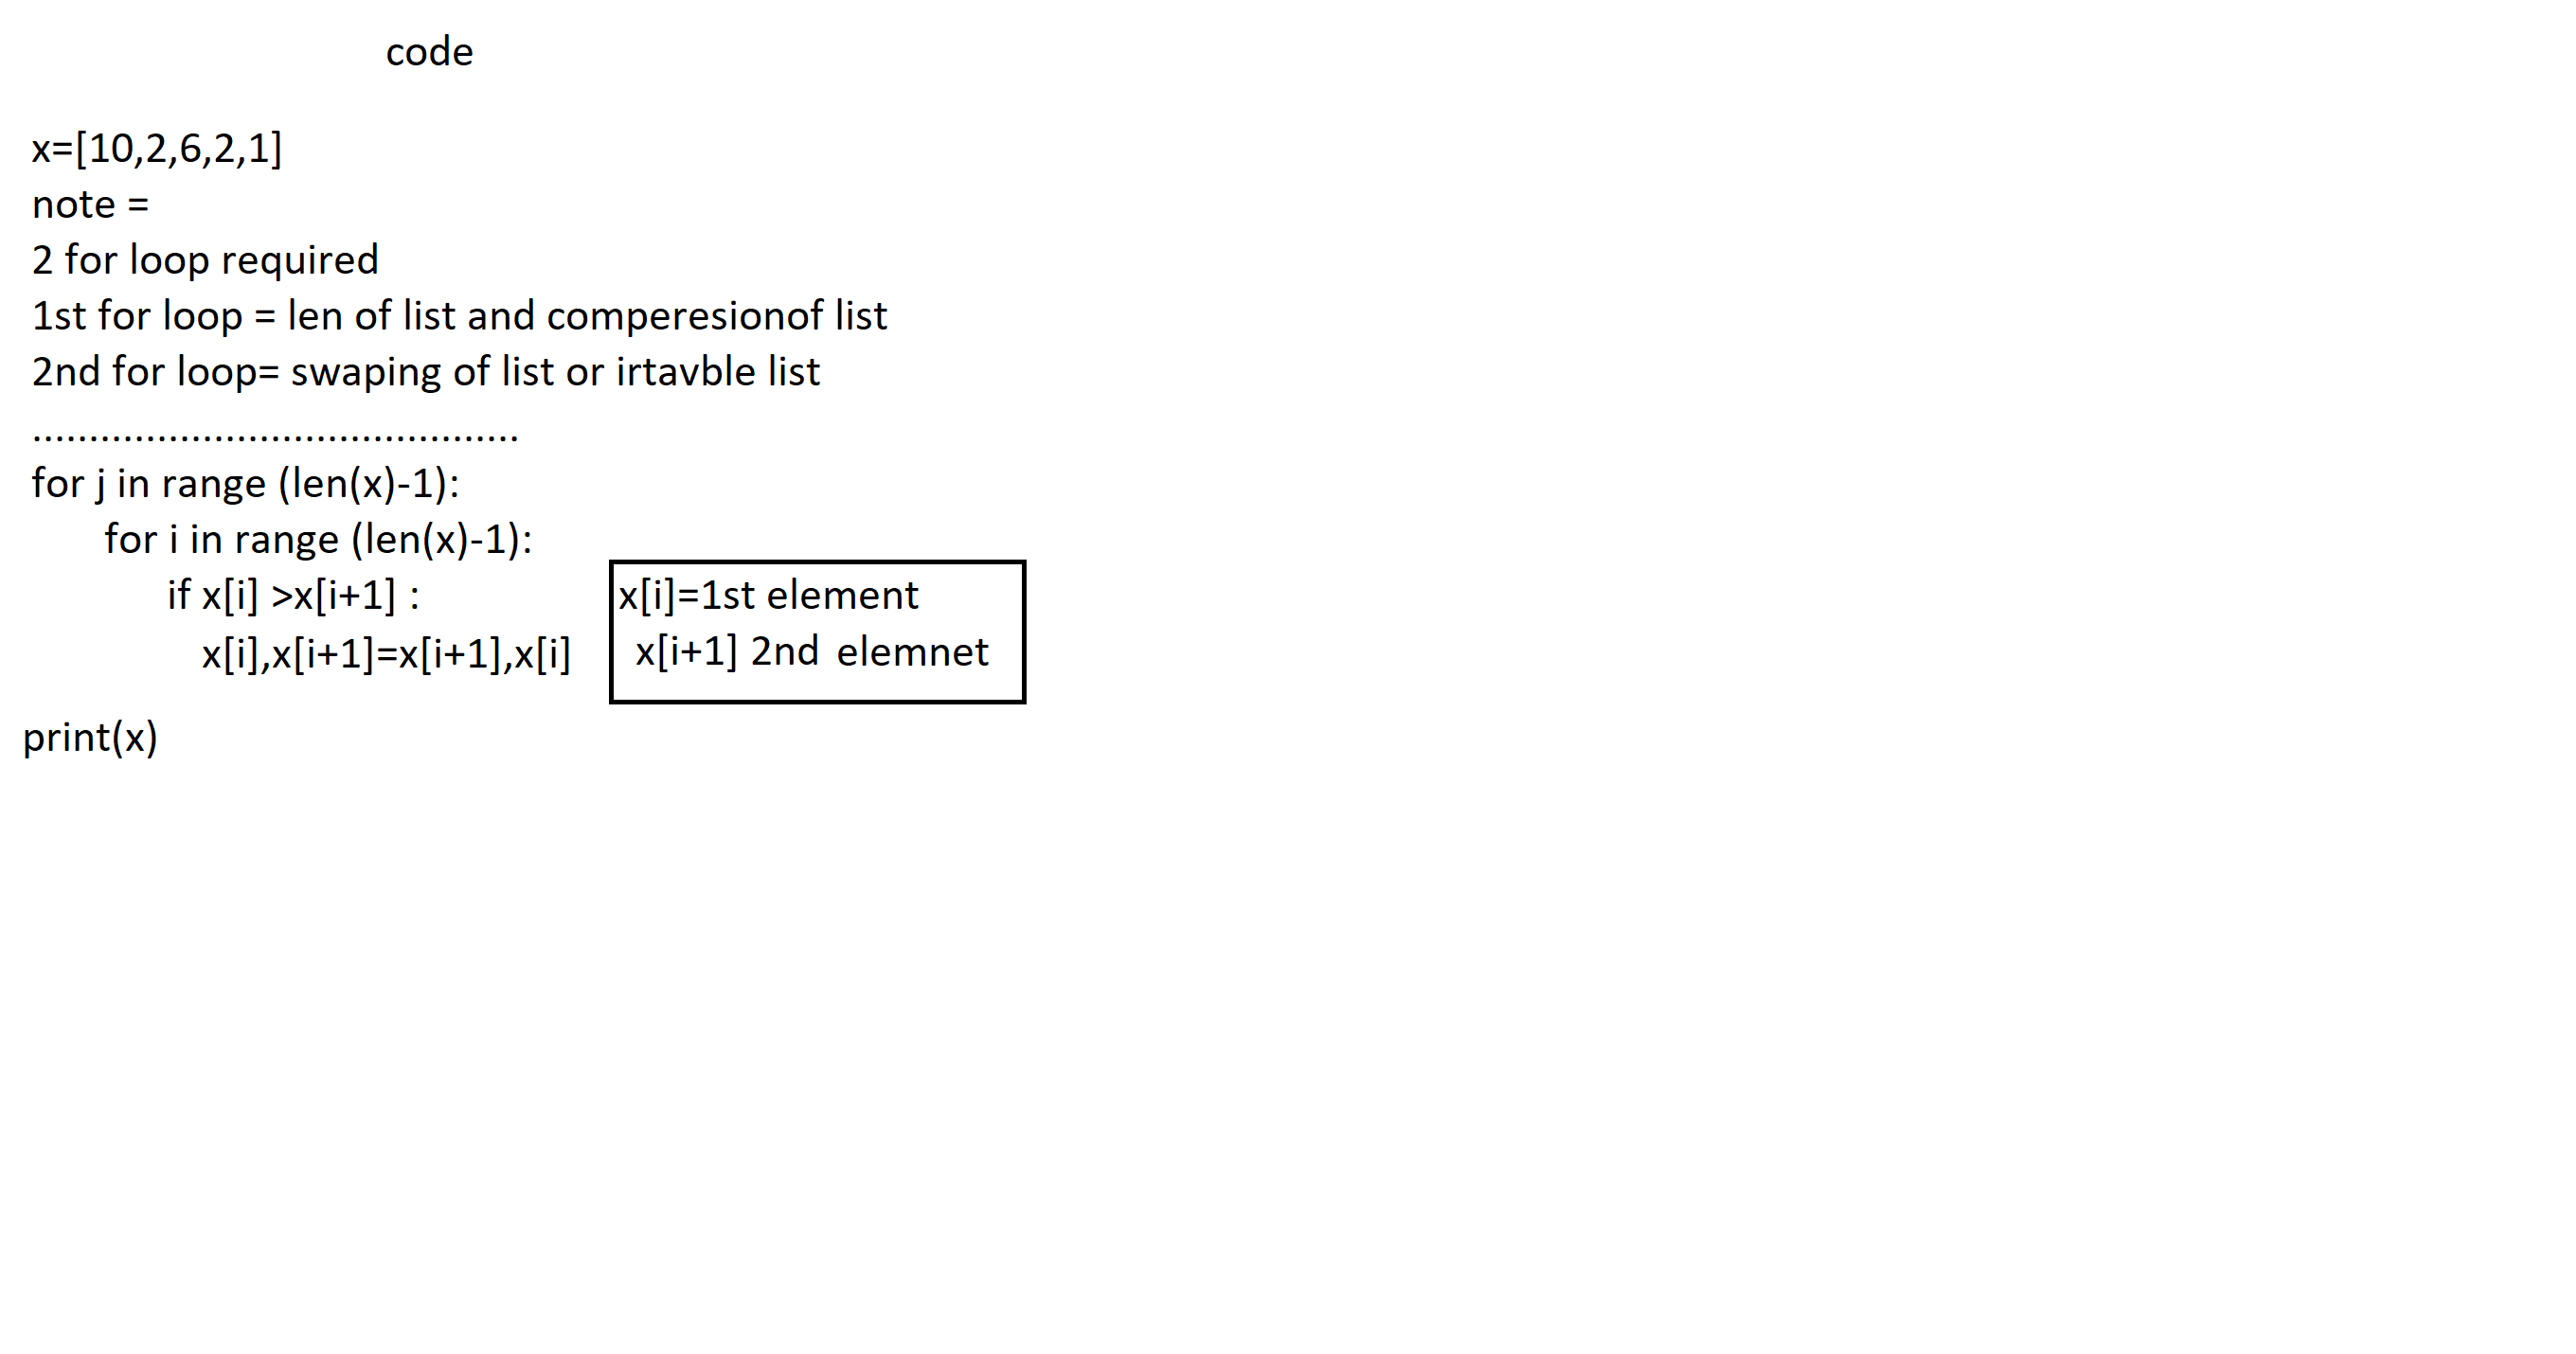 code
x=[10,2,6,2,1]
note =
2 for loop required
1st for loop = len of list and comperesionof list
2nd for loop= swaping of list or irtavble list
...........................................
for j in range (len(x)-1):
for i in range (len(x)-1):
if x[i] >x[i+1] :
x[i],x[i+1]=x[i+1],x[i]
x[i]=1st element
x[i+1] 2nd elemnet
print(x)